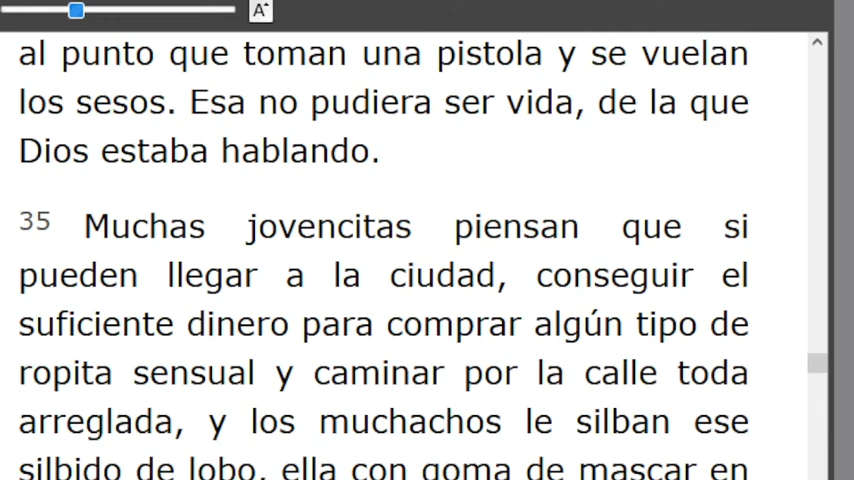 A
al punto que toman una pistola y se vuelan
los sesos. Esa no pudiera ser vida, de la que
Dios estaba hablando.
35 Muchas jovencitas piensan que si
pueden llegar a la ciudad, conseguir el
suficiente dinero para comprar algún tipo de
ropita sensual y caminar por la calle toda
arreglada, y los muchachos le silban ese
silbido de lobo, ella con goma de mascar en